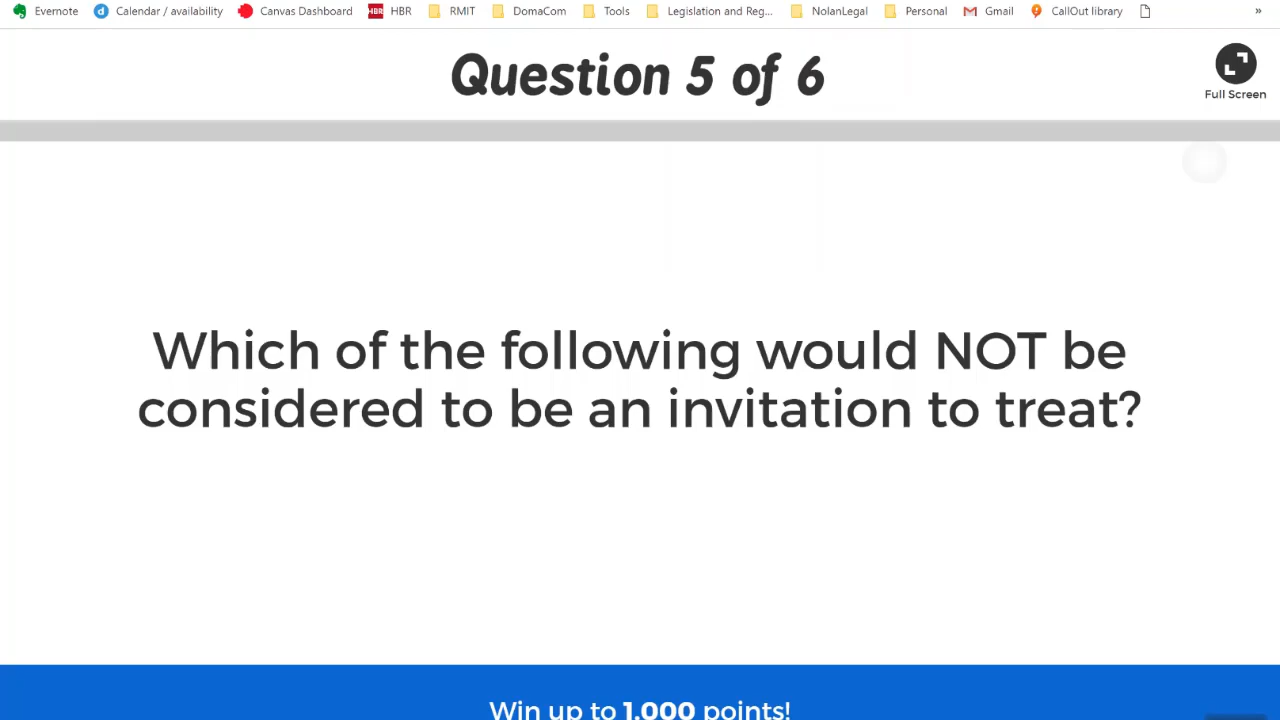 Evernote Calendar / availability Canvas Dashboard HBR HBR RMIT DomaCom Tools Legislation and Reg... NolanLegal Personal Gmail CallOut library »
Question 5 of 6
Full Screen
Which of the following would NOT be
considered to be an invitation to treat?
Win up to 1,000 points!